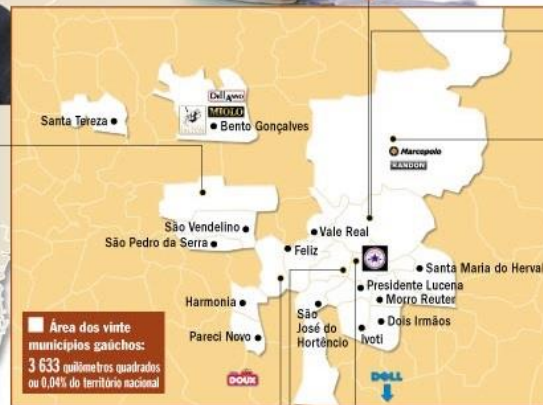 Dell Anno
MIOLO
Santa Tereza
Bento Gonçalves
Marcopolo
RANDON
São Vendelino
São Pedro da Serra
Vale Real
Feliz
Santa Maria do Herval
Presidente Lucena
Morro Reuter
Harmonia
São
José do
Hortêncio
Dois Irmãos
Ivoti
Pareci Novo
Área dos vinte
municípios gaúchos:
3 633 quilômetros quadrados
ou 0,04% do território nacional
DOUX
DELL